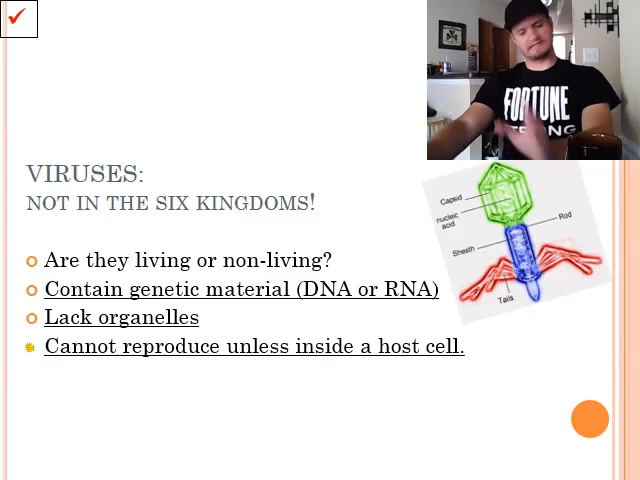 FORTUNE
VIRUSES:
NOT IN THE SIX KINGDOMS!
Are they living or non-living?
Contain genetic material (DNA or RNA)
Lack organelles
Cannot reproduce unless inside a host cell.
Capsid
nucleic
acid
Rod
Sheath
Tails